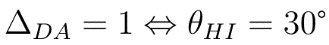 Δ_{DA} = 1 ⇔ θ_{HI} = 30°